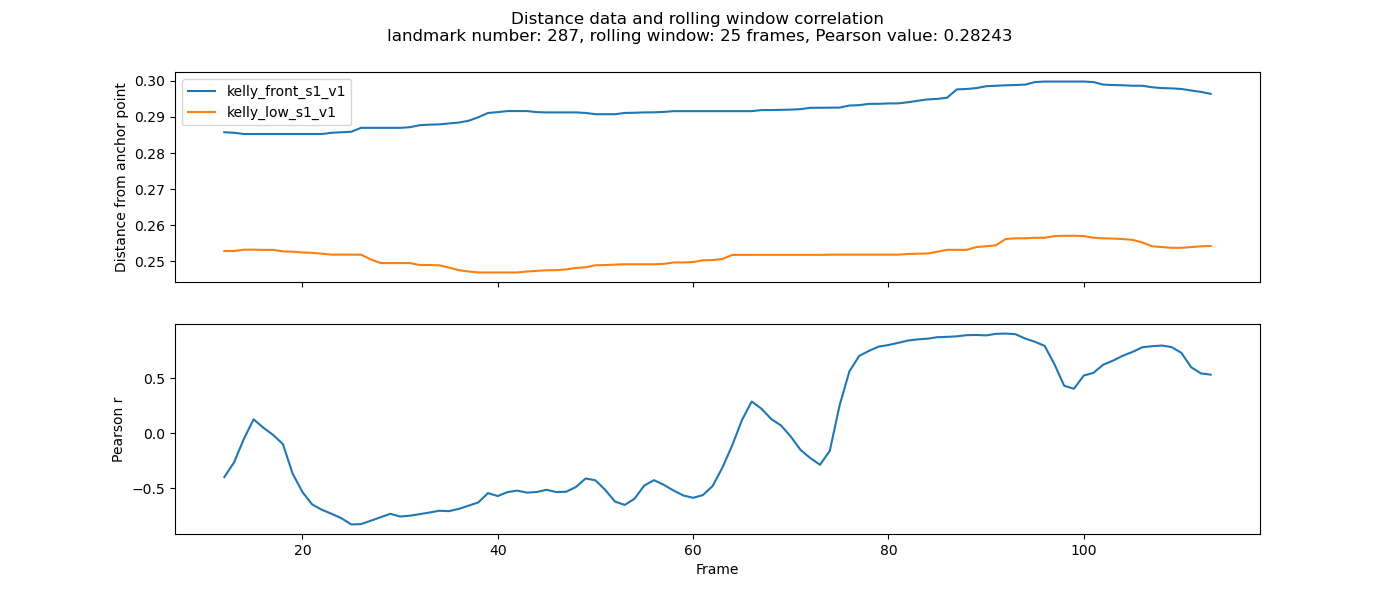 Distance data and rolling window correlation
landmark number: 287, rolling window: 25 frames, Pearson value: 0.28243
Distance from anchor point
0.30
0.29
0.28
0.27
0.26
0.25
kelly_front_s1_v1
kelly_low_s1_v1
Pearson r
0.5
0.0
−0.5
20
40
60
80
100
Frame